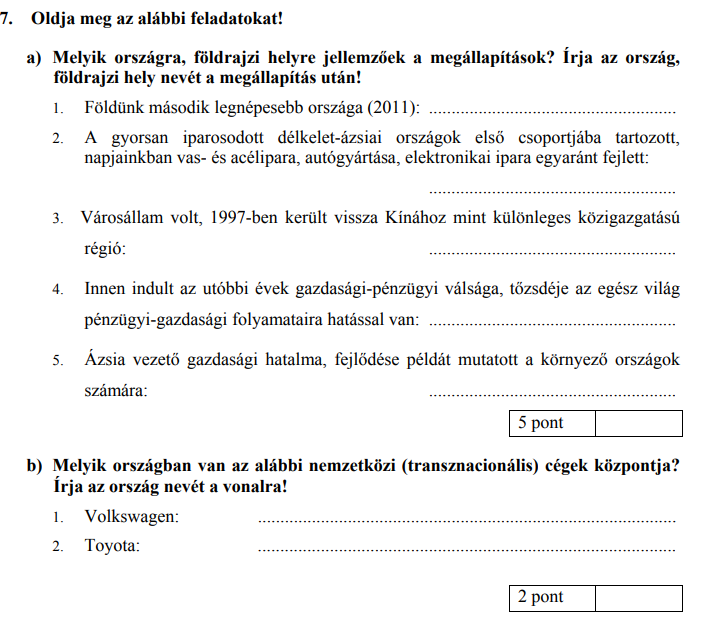 7. Oldja meg az alábbi feladatokat!
a) Melyik országra, földrajzi helyre jellemzőek a megállapítások? Írja az ország,
földrajzi hely nevét a megállapítás után!
1. Földünk második legnépesebb országa (2011): .......................................................
2. A gyorsan iparosodott délkelet-ázsiai országok első csoportjába tartozott,
napjainkban vas- és acélipara, autógyártása, elektronikai ipara egyaránt fejlett:
.......................................................
3. Városállam volt, 1997-ben került vissza Kínához mint különleges közigazgatású
régió: .......................................................
4. Innen indult az utóbbi évek gazdasági-pénzügyi válsága, tőzsdéje az egész világ
pénzügyi-gazdasági folyamataira hatással van: .......................................................
5. Ázsia vezető gazdasági hatalma, fejlődése példát mutatott a környező országok
számára: .......................................................
5 pont
b) Melyik országban van az alábbi nemzetközi (transznacionális) cégek központja?
Írja az ország nevét a vonalra!
1. Volkswagen: .............................................................................................
2. Toyota: .............................................................................................
2 pont